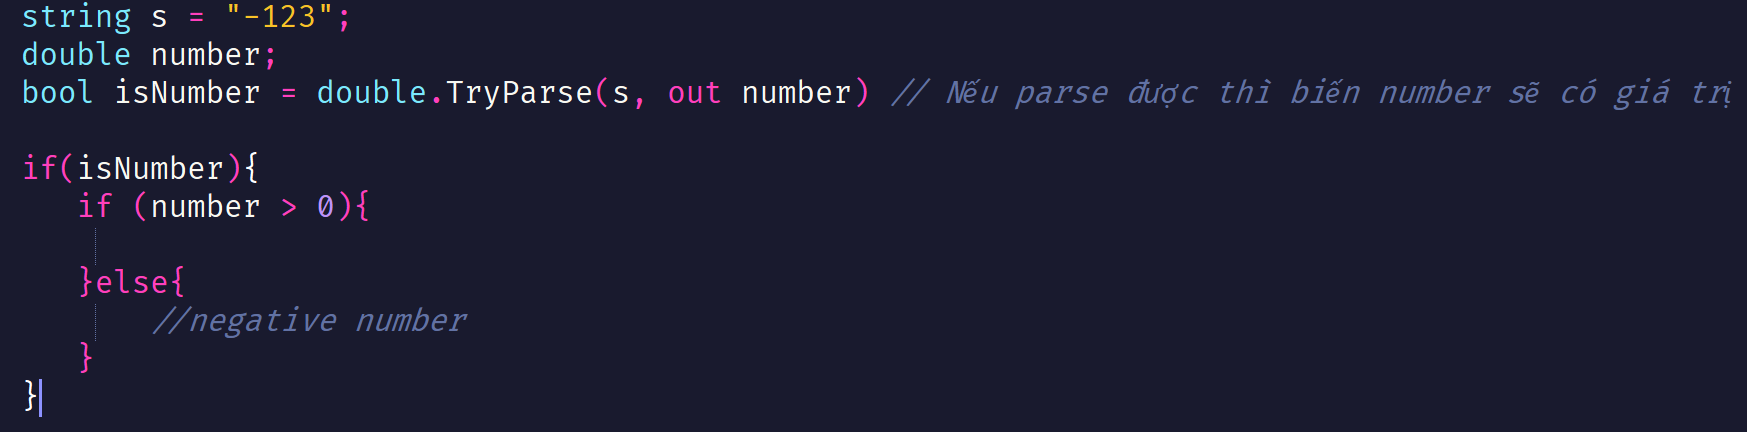 string s = "-123";
double number;
bool isNumber = double.TryParse(s, out number) // Nếu parse được thì biến number sẽ có giá trị
if(isNumber){
if (number > 0){
}else{
//negative number
}
}